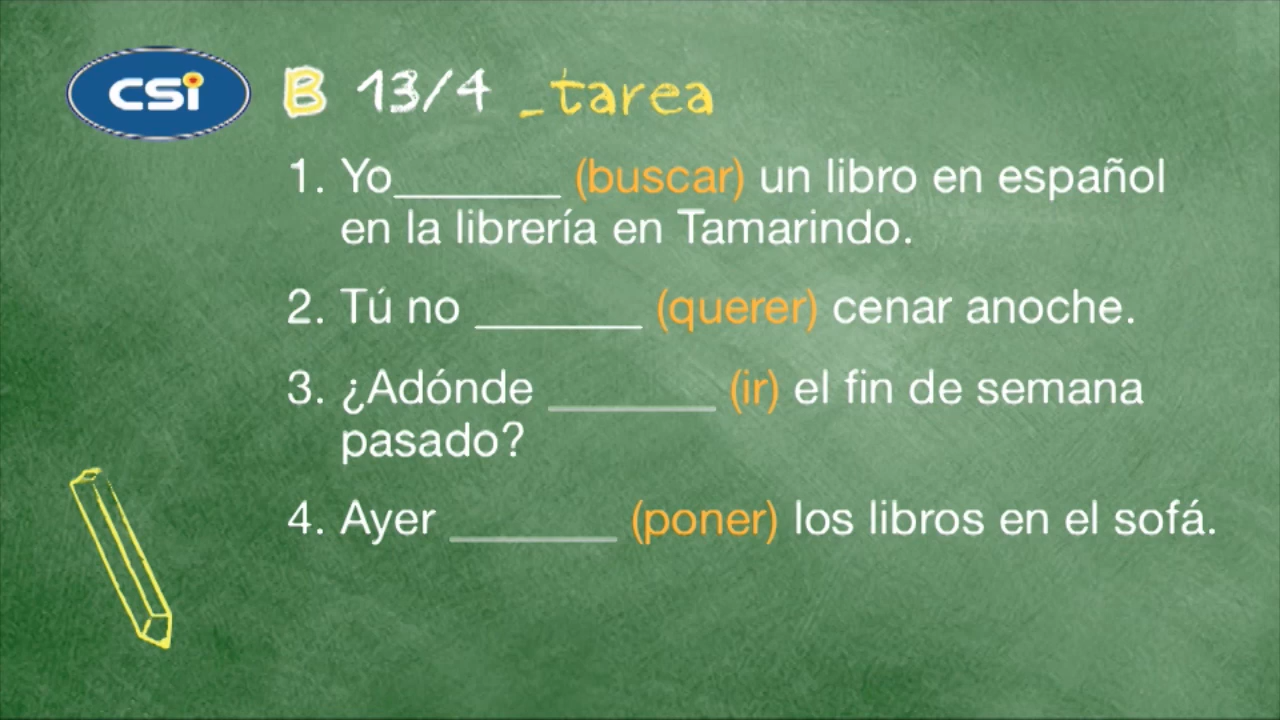 CSi
B 13/4 _tarea
1. Yo_______ (buscar) un libro en español
en la librería en Tamarindo.
2. Tú no _______ (querer) cenar anoche.
3. ¿Adónde _______ (ir) el fin de semana
pasado?
4. Ayer _______ (poner) los libros en el sofá.